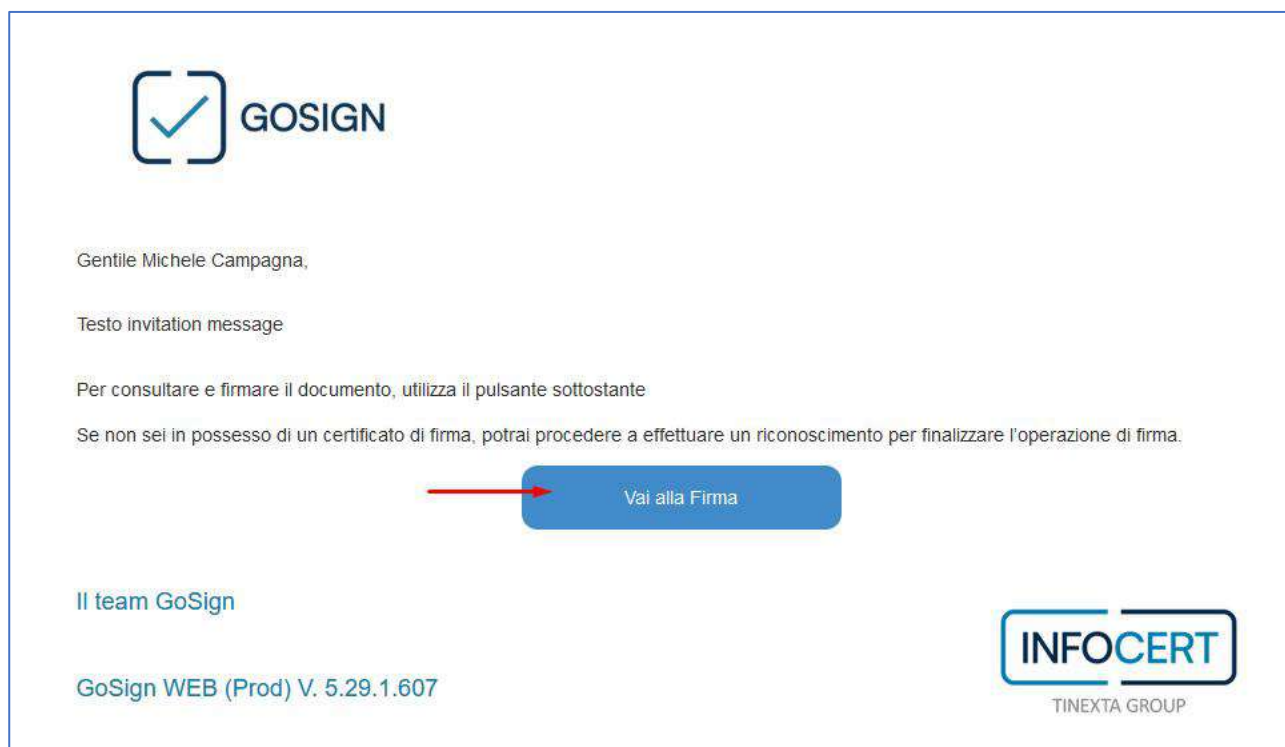 GOSIGN
Gentile Michele Campagna,
Testo invitation message
Per consultare e firmare il documento, utilizza il pulsante sottostante
Se non sei in possesso di un certificato di firma, potrai procedere a effettuare un riconoscimento per finalizzare l'operazione di firma.
Vai alla Firma
Il team GoSign
GoSign WEB (Prod) V. 5.29.1.607
INFOCERT
TINEXTA GROUP